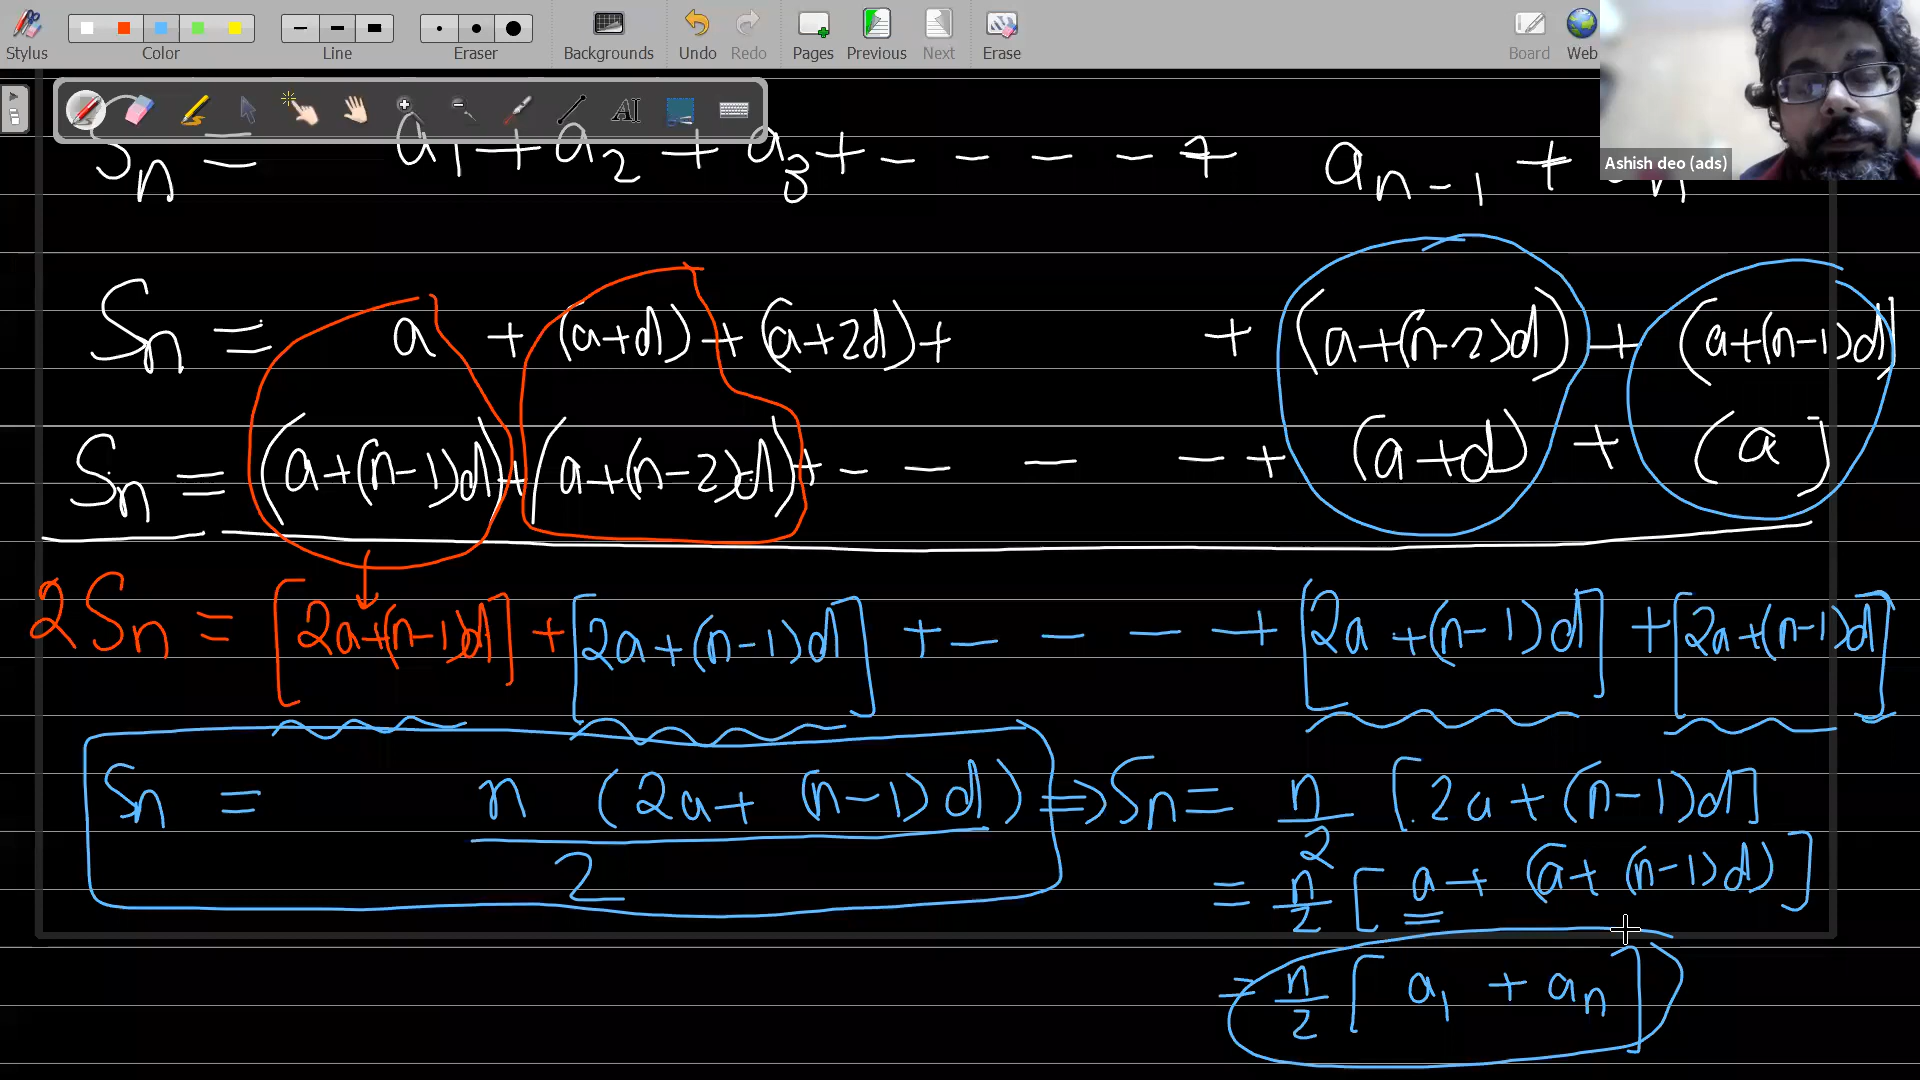 Stylus Color Line Eraser Backgrounds Undo Redo Pages Previous Next Erase Board Web
AI
Ashish deo (ads)
Sn = a1 + a2 + a3 + - - - - + an-1 +
Sn = a + (a+d) + (a+2d) + + (a+(n-2)d) + (a+(n-1)d]
Sn = (a+(n-1)d) + (a+(n-2)d) + - - - - + (a+d) + (a]
2Sn = [2a+(n-1)d] + [2a+(n-1)d] + - - - - + [2a+(n-1)d] + [2a+(n-1)d]
Sn = n (2a+ (n-1)d) / 2 => Sn = n/2 [2a+(n-1)d]
= n/2 [a + (a+(n-1)d)]
= n/2 [a1 + an]